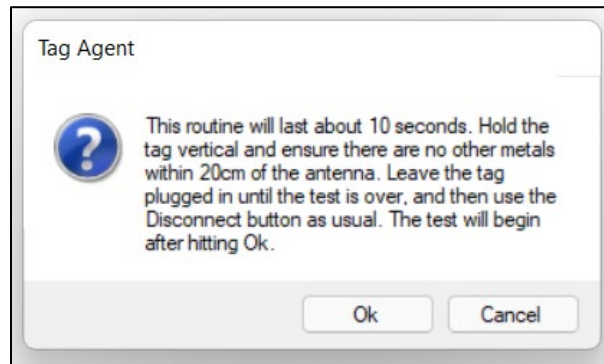 Tag Agent
This routine will last about 10 seconds. Hold the
tag vertical and ensure there are no other metals
within 20cm of the antenna. Leave the tag
plugged in until the test is over, and then use the
Disconnect button as usual. The test will begin
after hitting Ok.
Ok
Cancel